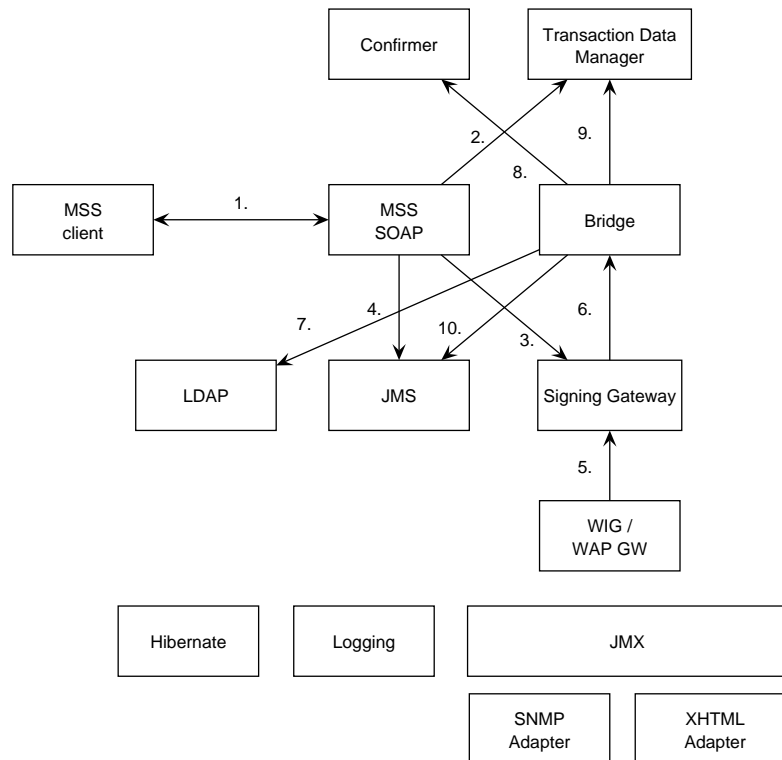 Confirmer
Transaction Data
Manager
2.
9.
8.
MSS
client
1.
MSS
SOAP
Bridge
7.
4.
10.
3.
6.
LDAP
JMS
Signing Gateway
5.
WIG /
WAP GW
Hibernate
Logging
JMX
SNMP
Adapter
XHTML
Adapter